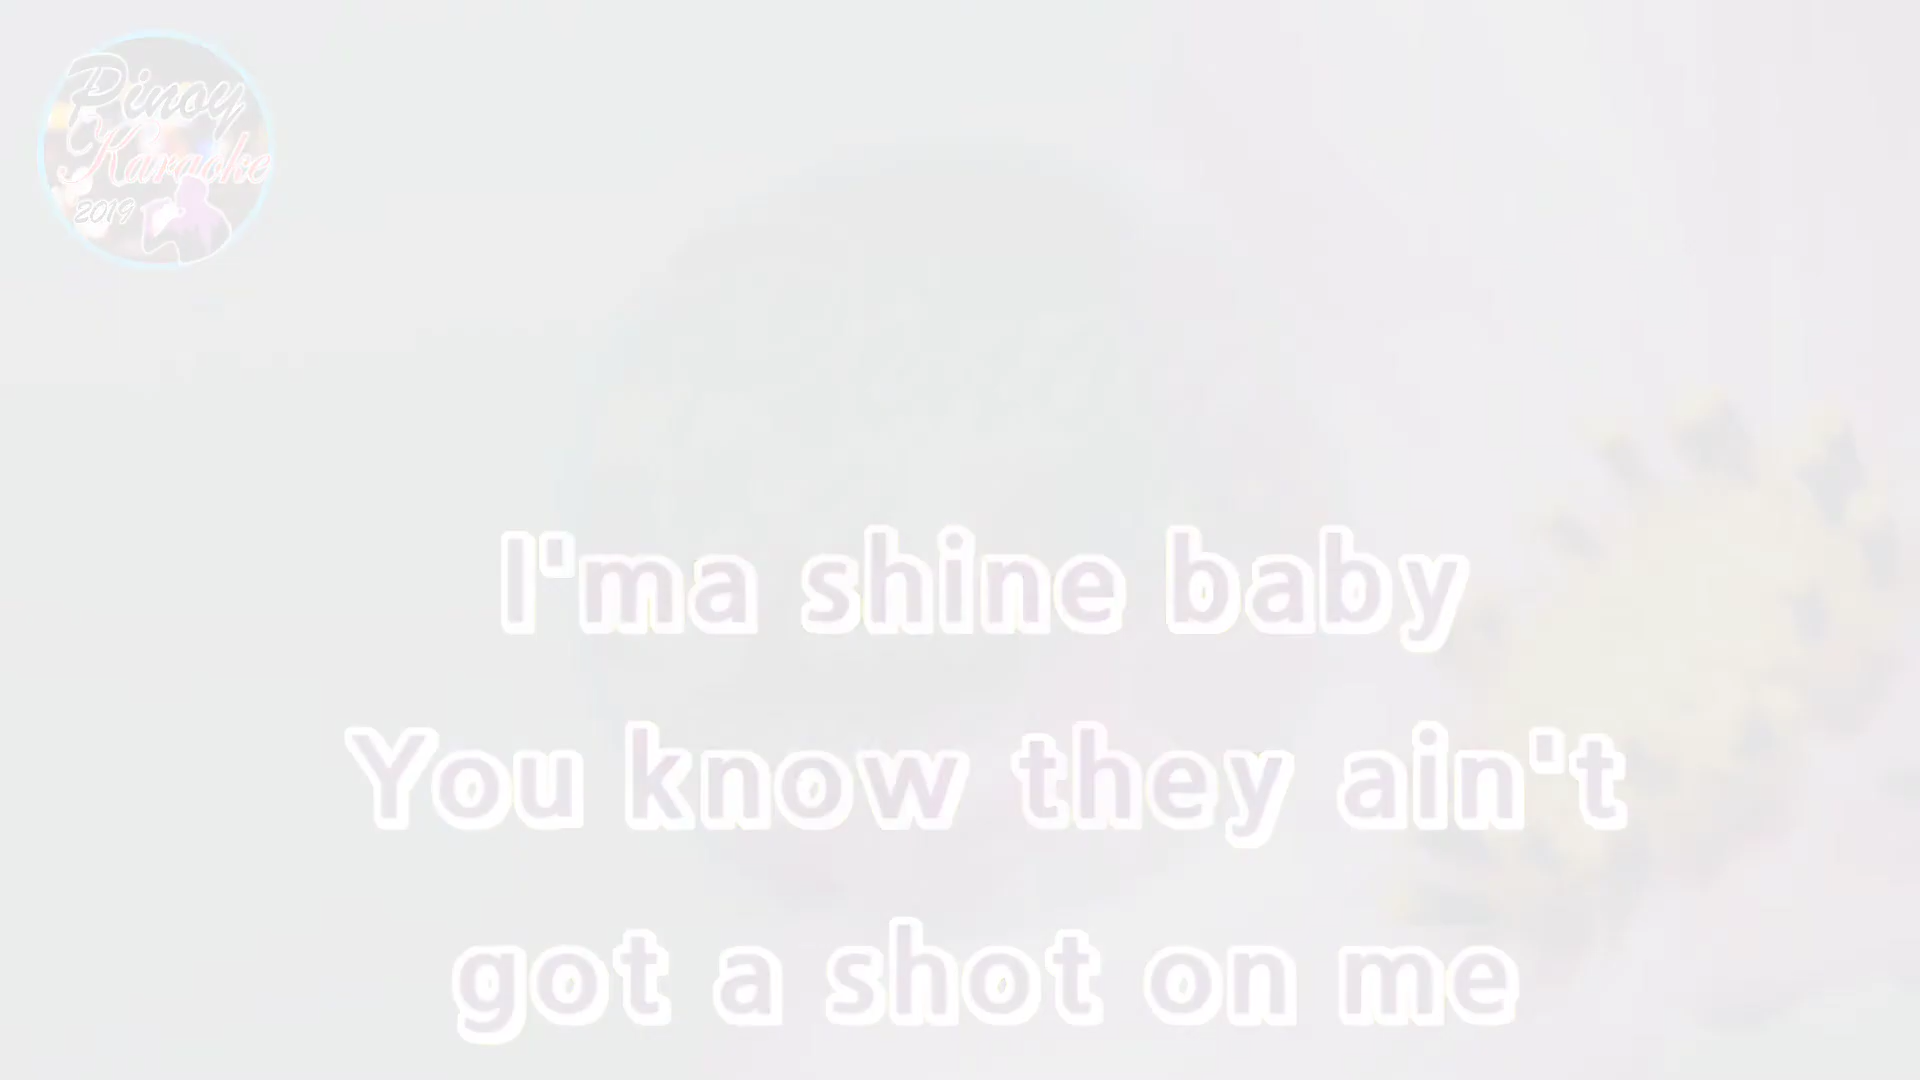 Pinoy
Karaoke
2019
I'ma shine baby
You know they ain't
got a shot on me